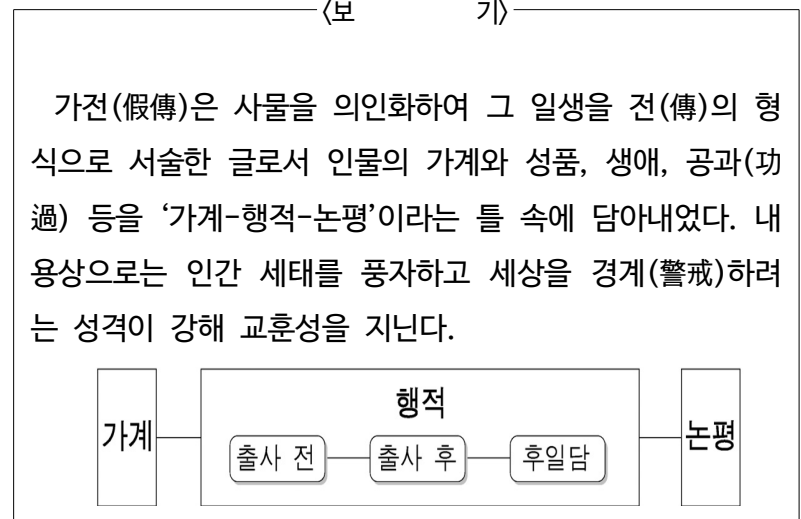 〈보 기〉
가전(假傳)은 사물을 의인화하여 그 일생을 전(傳)의 형
식으로 서술한 글로서 인물의 가계와 성품, 생애, 공과(功
過) 등을 ‘가계-행적-논평’이라는 틀 속에 담아내었다. 내
용상으로는 인간 세태를 풍자하고 세상을 경계(警戒)하려
는 성격이 강해 교훈성을 지닌다.
행적
가계
논평
출사 전
출사 후
후일담